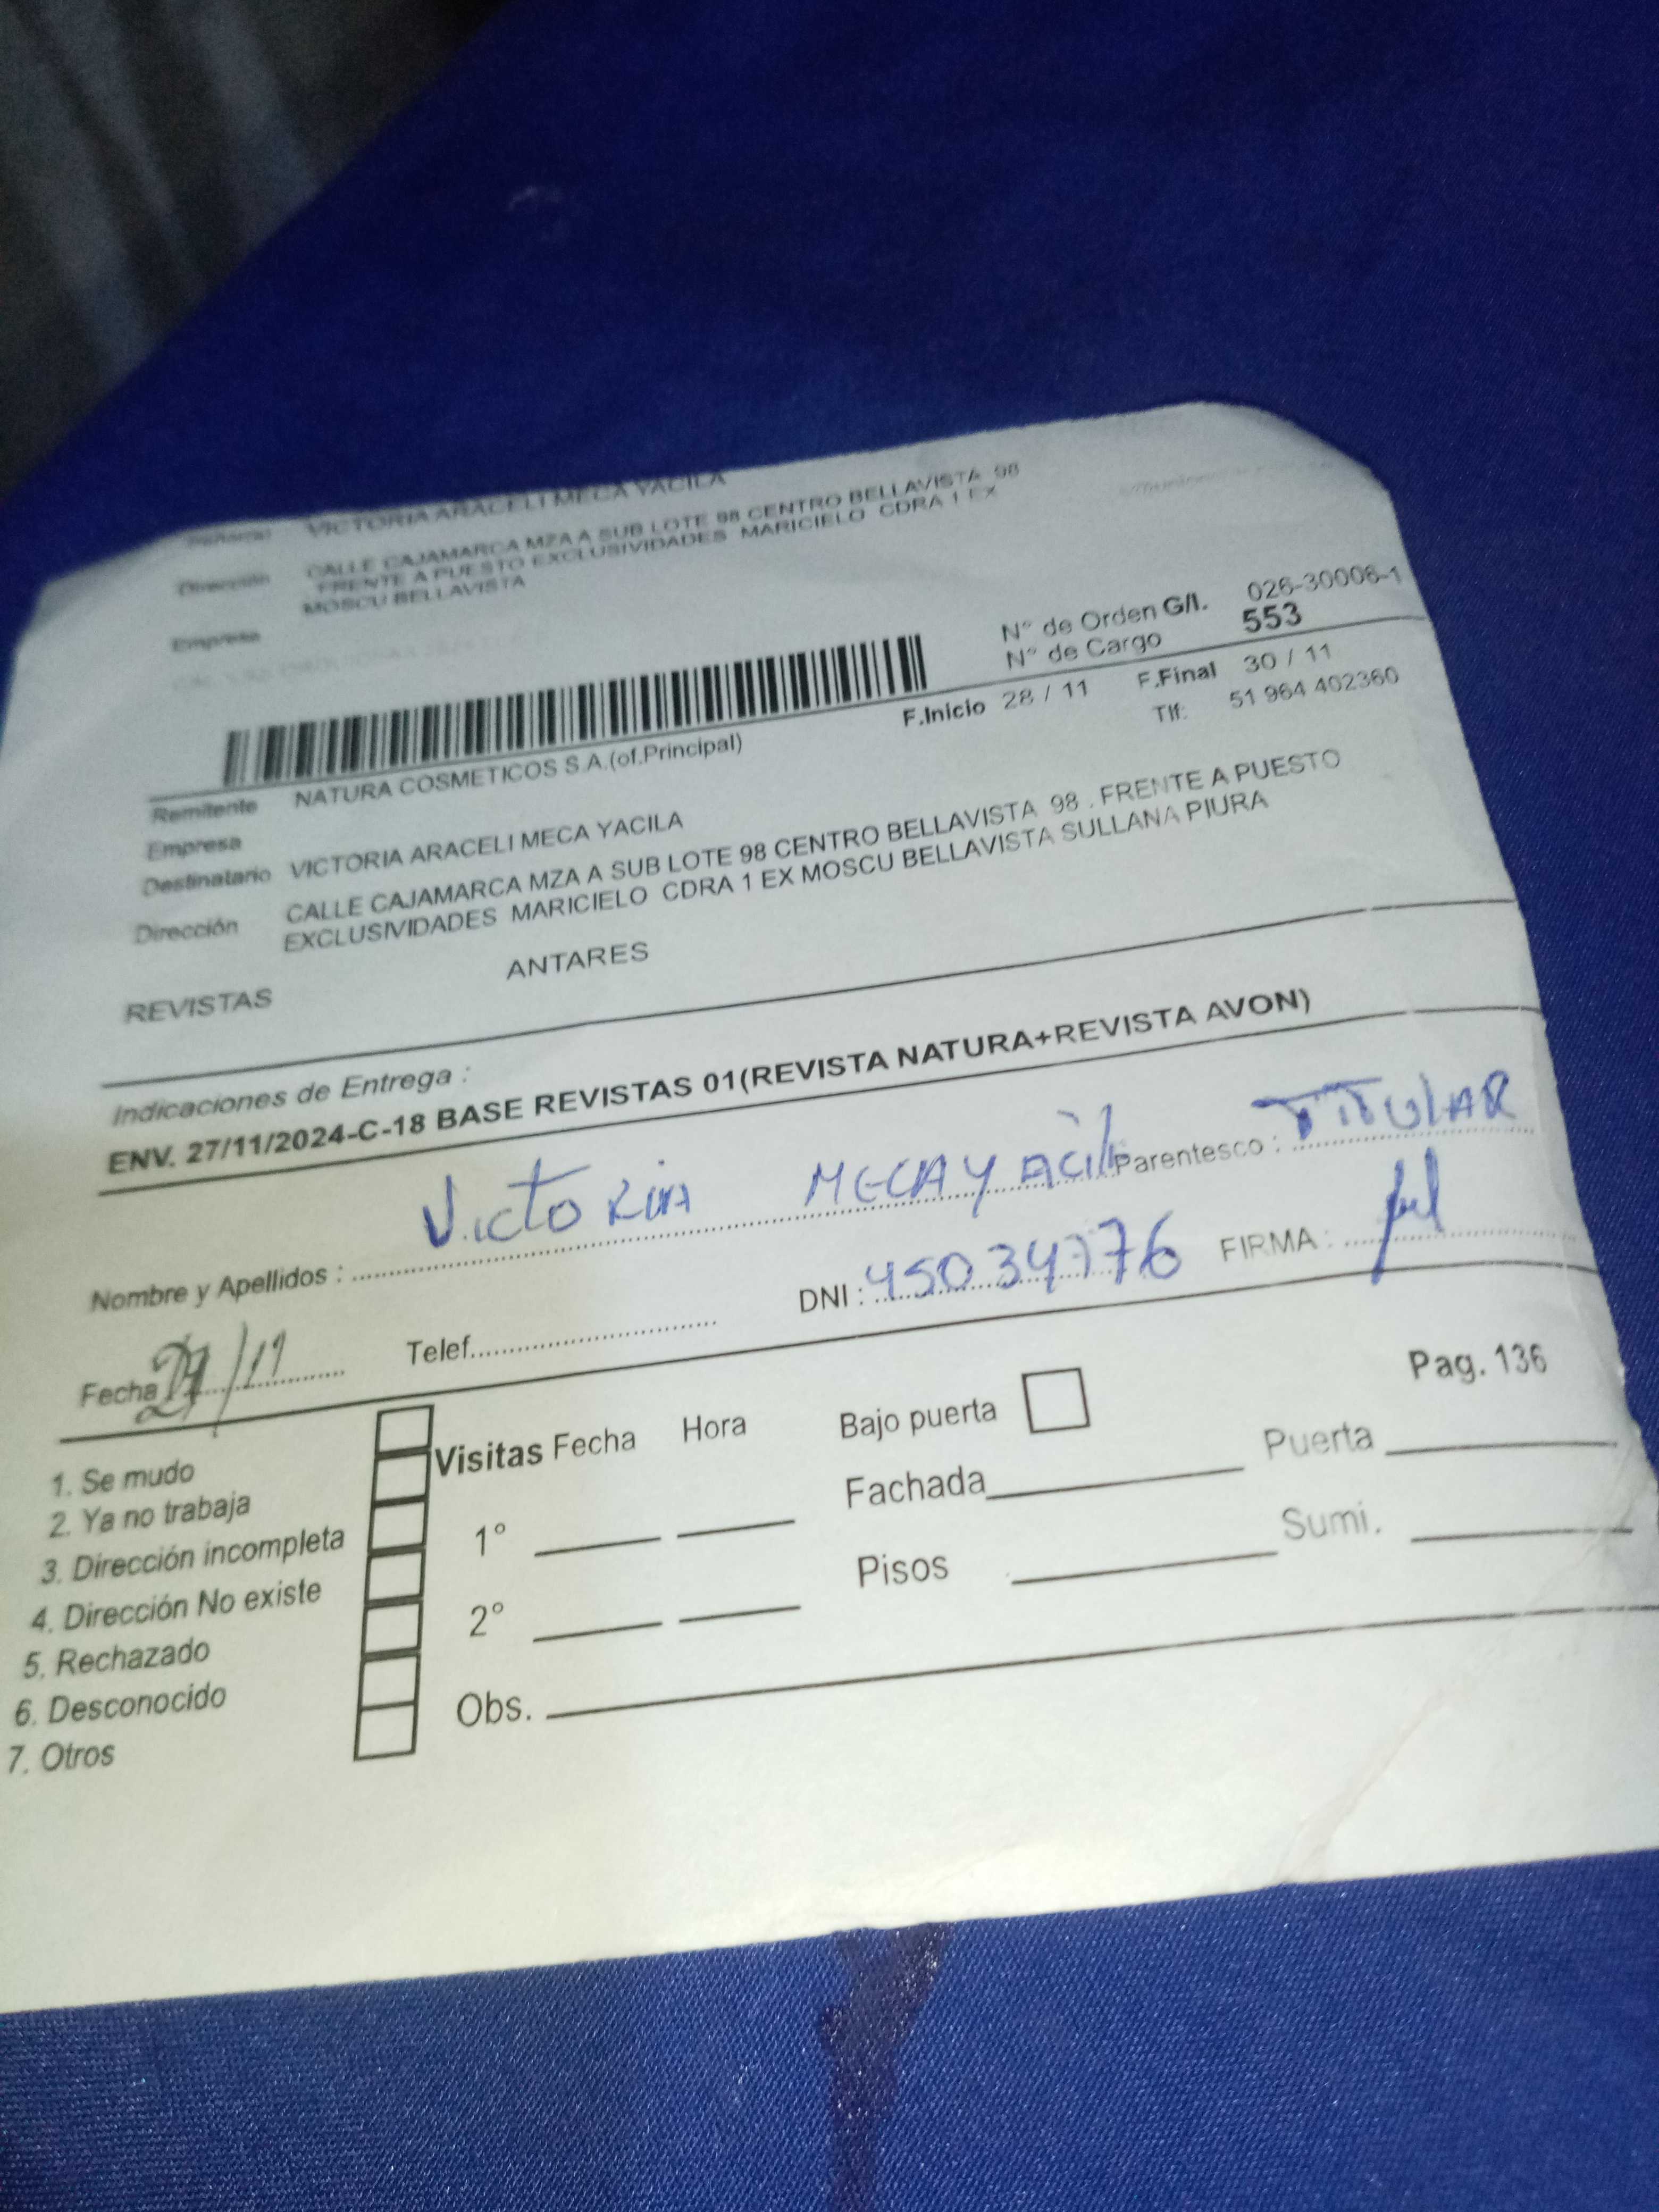 VICTORIA ARACELI MECA YACILA
Dirección CALLE CAJAMARCA MZA A SUB LOTE 98 CENTRO BELLAVISTA 98
FRENTE A PUESTO EXCLUSIVIDADES MARICIELO CDRA 1 EX
MOSCU BELLAVISTA
Empresa
N° de Orden G/I. 026-30006-1
N° de Cargo 553
F.Inicio 28 / 11 F.Final 30 / 11
Tlf: 51 964 402360
Remitente NATURA COSMETICOS S.A.(of.Principal)
Empresa
Destinatario VICTORIA ARACELI MECA YACILA
Dirección CALLE CAJAMARCA MZA A SUB LOTE 98 CENTRO BELLAVISTA 98 . FRENTE A PUESTO
EXCLUSIVIDADES MARICIELO CDRA 1 EX MOSCU BELLAVISTA SULLANA PIURA
REVISTAS ANTARES
Indicaciones de Entrega :
ENV. 27/11/2024-C-18 BASE REVISTAS 01(REVISTA NATURA+REVISTA AVON)
Nombre y Apellidos : Victoria MECA Yacila Parentesco : TITULAR
Fecha /11 Telef. DNI : 45034776 FIRMA :
Pag. 136
1. Se mudo
2. Ya no trabaja
3. Dirección incompleta
4. Dirección No existe
5. Rechazado
6. Desconocido
7. Otros
Visitas Fecha Hora
1°
2°
Obs.
Bajo puerta
Fachada Puerta
Pisos Sumi.